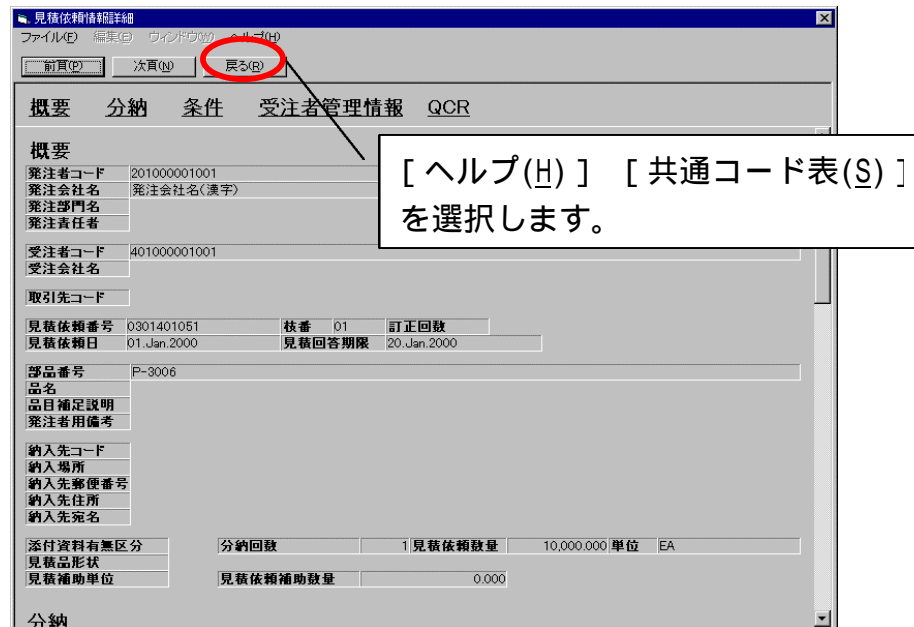 見積依頼情報詳細
ファイル(F) 編集(E) ウィンドウ(W) ヘルプ(H)
前頁(P) 次頁(N) 戻る(R)
概要 分納 条件 受注者管理情報 QCR
[ ヘルプ(H) ] [ 共通コード表(S) ]
を選択します。
概要
発注者コード 201000001001
発注会社名 発注会社名(漢字)
発注部門名
発注責任者
受注者コード 401000001001
受注会社名
取引先コード
見積依頼番号 0301401051 枝番 01 訂正回数
見積依頼日 01.Jan.2000 見積回答期限 20.Jan.2000
部品番号 P-3006
品名
品目補足説明
発注者用備考
納入先コード
納入場所
納入先郵便番号
納入先住所
納入先宛名
添付資料有無区分 分納回数 1 見積依頼数量 10,000.000 単位 EA
見積品形状
見積補助単位 見積依頼補助数量 0.000
分納